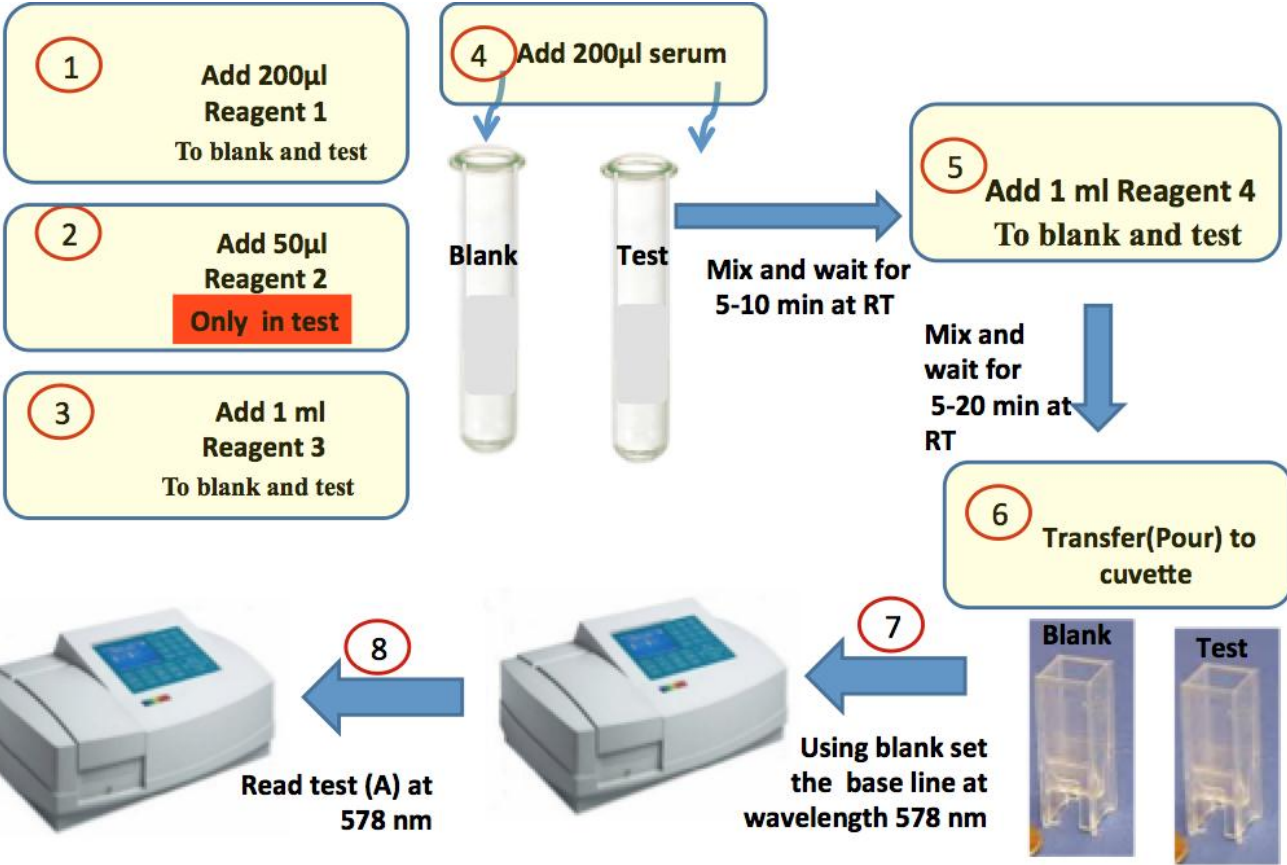 1
Add 200µl
Reagent 1
To blank and test
2
Add 50µl
Reagent 2
Only in test
3
Add 1 ml
Reagent 3
To blank and test
4
Add 200µl serum
Blank
Test
Mix and wait for
5-10 min at RT
5
Add 1 ml Reagent 4
To blank and test
Mix and
wait for
5-20 min at
RT
6
Transfer(Pour) to
cuvette
Blank
Test
7
Using blank set
the base line at
wavelength 578 nm
8
Read test (A) at
578 nm